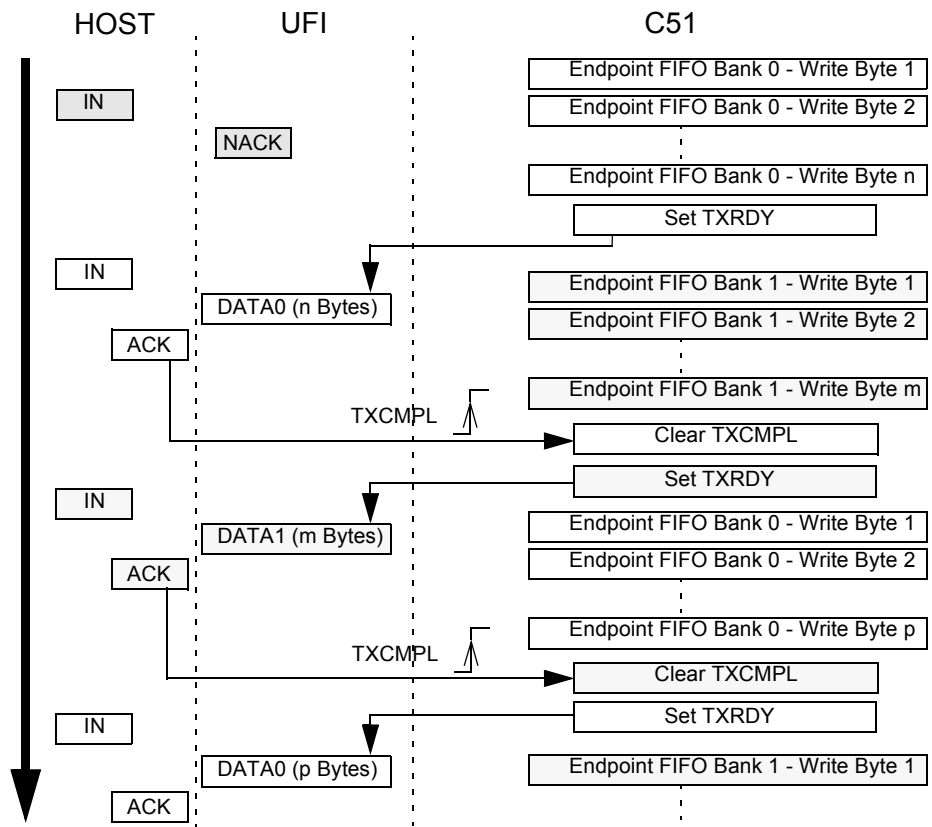 HOST UFI C51
Endpoint FIFO Bank 0 - Write Byte 1
IN
Endpoint FIFO Bank 0 - Write Byte 2
NACK
Endpoint FIFO Bank 0 - Write Byte n
Set TXRDY
IN
Endpoint FIFO Bank 1 - Write Byte 1
DATA0 (n Bytes)
Endpoint FIFO Bank 1 - Write Byte 2
ACK
Endpoint FIFO Bank 1 - Write Byte m
TXCMPL
Clear TXCMPL
Set TXRDY
IN
Endpoint FIFO Bank 0 - Write Byte 1
DATA1 (m Bytes)
Endpoint FIFO Bank 0 - Write Byte 2
ACK
Endpoint FIFO Bank 0 - Write Byte p
TXCMPL
Clear TXCMPL
Set TXRDY
IN
DATA0 (p Bytes)
Endpoint FIFO Bank 1 - Write Byte 1
ACK